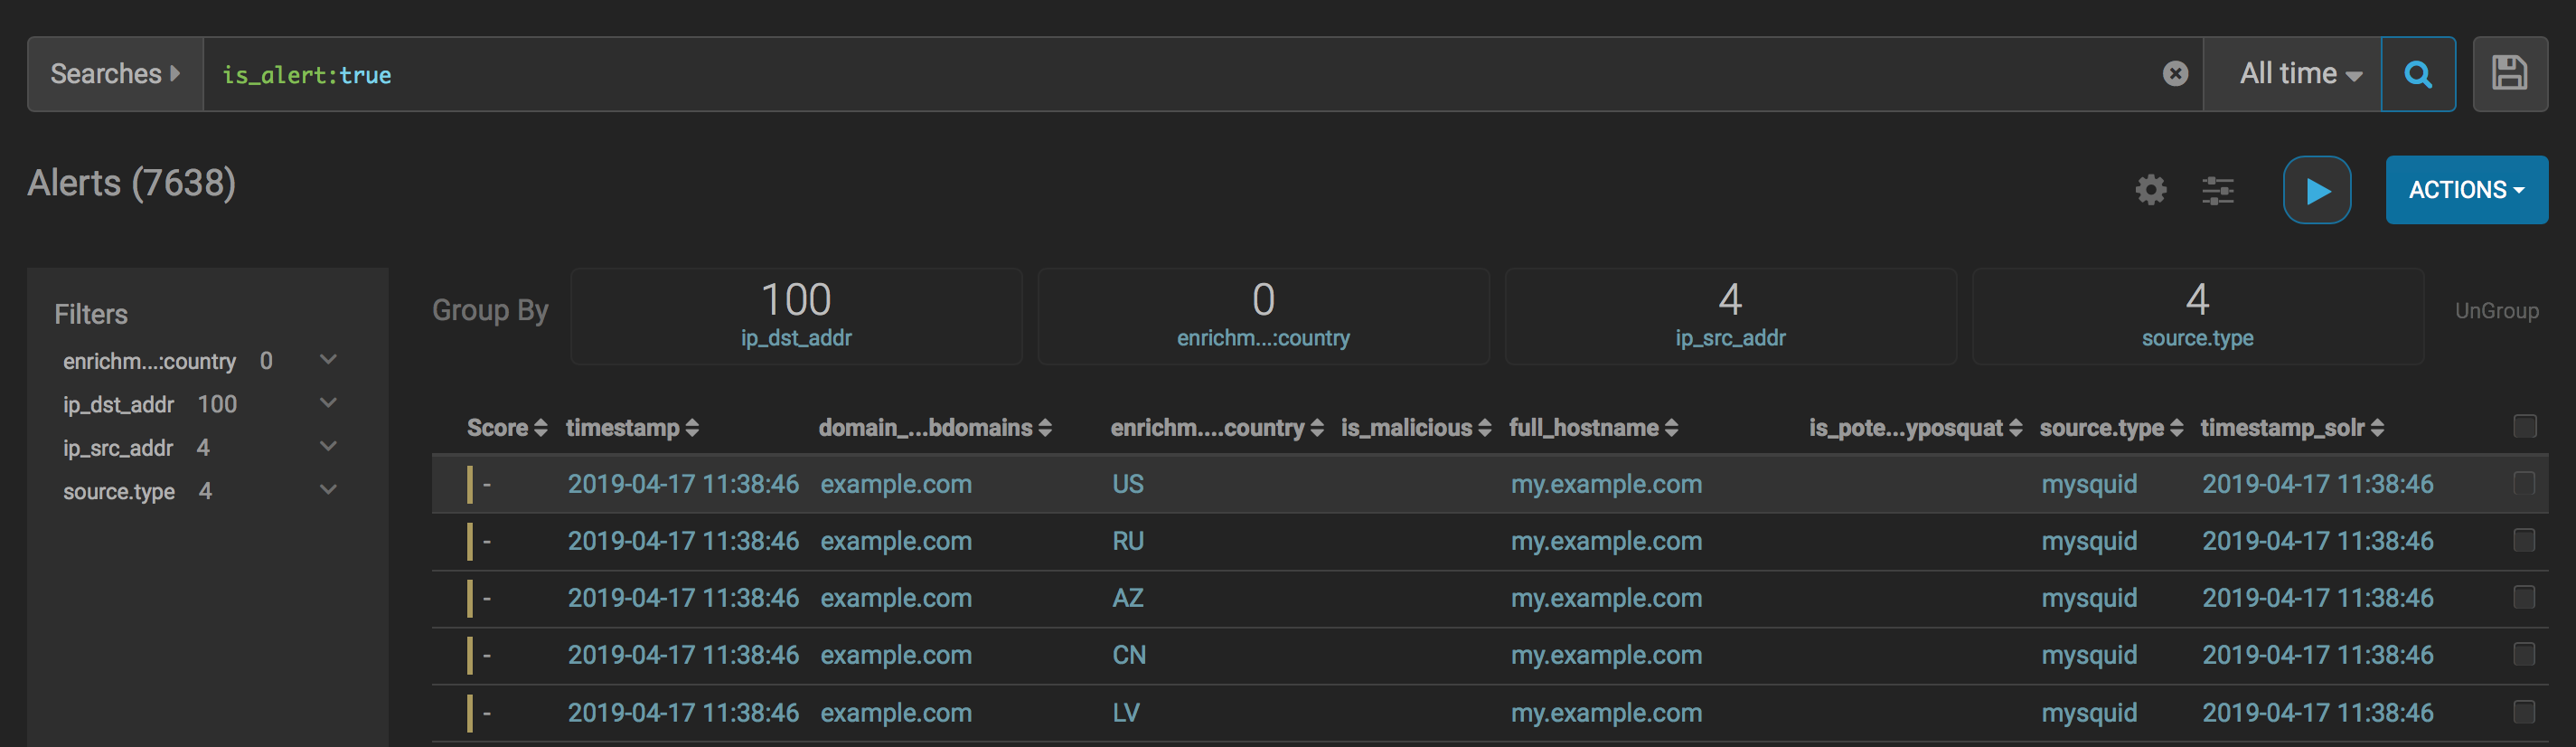 Searches is_alert:true All time
Alerts (7638) ACTIONS
Filters
enrichm...:country 0
ip_dst_addr 100
ip_src_addr 4
source.type 4
Group By 100 ip_dst_addr 0 enrichm...:country 4 ip_src_addr 4 source.type UnGroup
Score timestamp domain_...bdomains enrichm....country is_malicious full_hostname is_pote...yposquat source.type timestamp_solr
- 2019-04-17 11:38:46 example.com US my.example.com mysquid 2019-04-17 11:38:46
- 2019-04-17 11:38:46 example.com RU my.example.com mysquid 2019-04-17 11:38:46
- 2019-04-17 11:38:46 example.com AZ my.example.com mysquid 2019-04-17 11:38:46
- 2019-04-17 11:38:46 example.com CN my.example.com mysquid 2019-04-17 11:38:46
- 2019-04-17 11:38:46 example.com LV my.example.com mysquid 2019-04-17 11:38:46